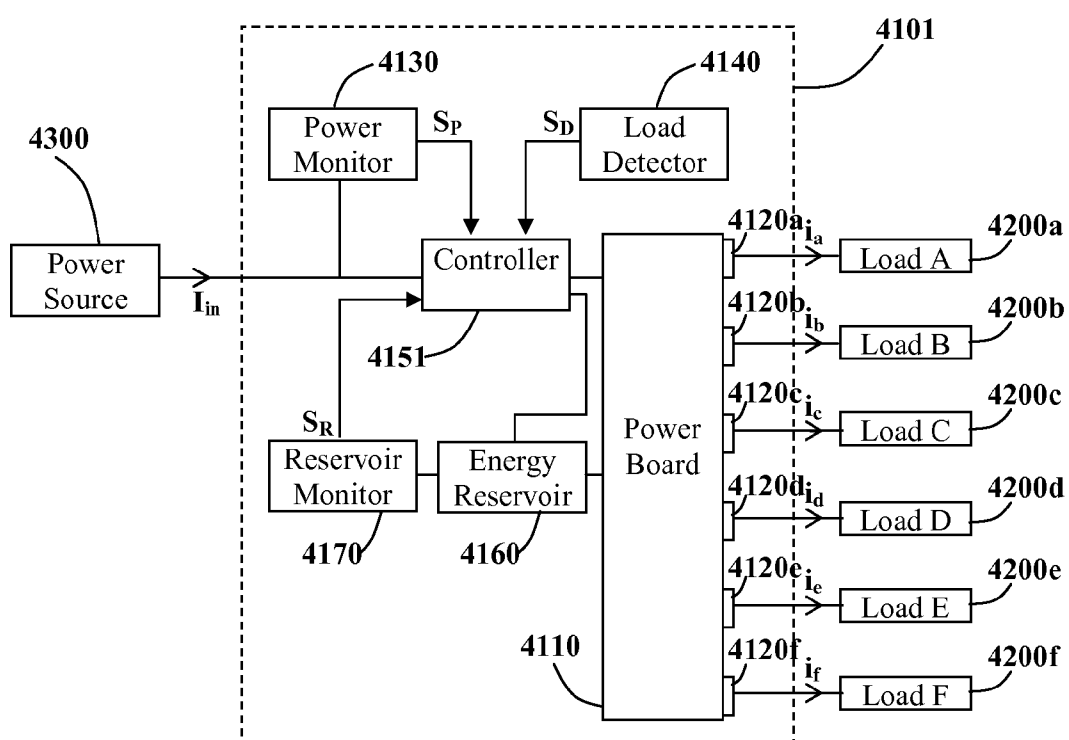 4101
4130
4140
4300
Power
Monitor
SP
SD
Load
Detector
Power
Source
Iin
Controller
4151
4120a
ia
Load A
4200a
4120b
ib
Load B
4200b
4120c
ic
Load C
4200c
SR
Reservoir
Monitor
4170
Energy
Reservoir
4160
Power
Board
4120d
id
Load D
4200d
4120e
ie
Load E
4200e
4110
4120f
if
Load F
4200f